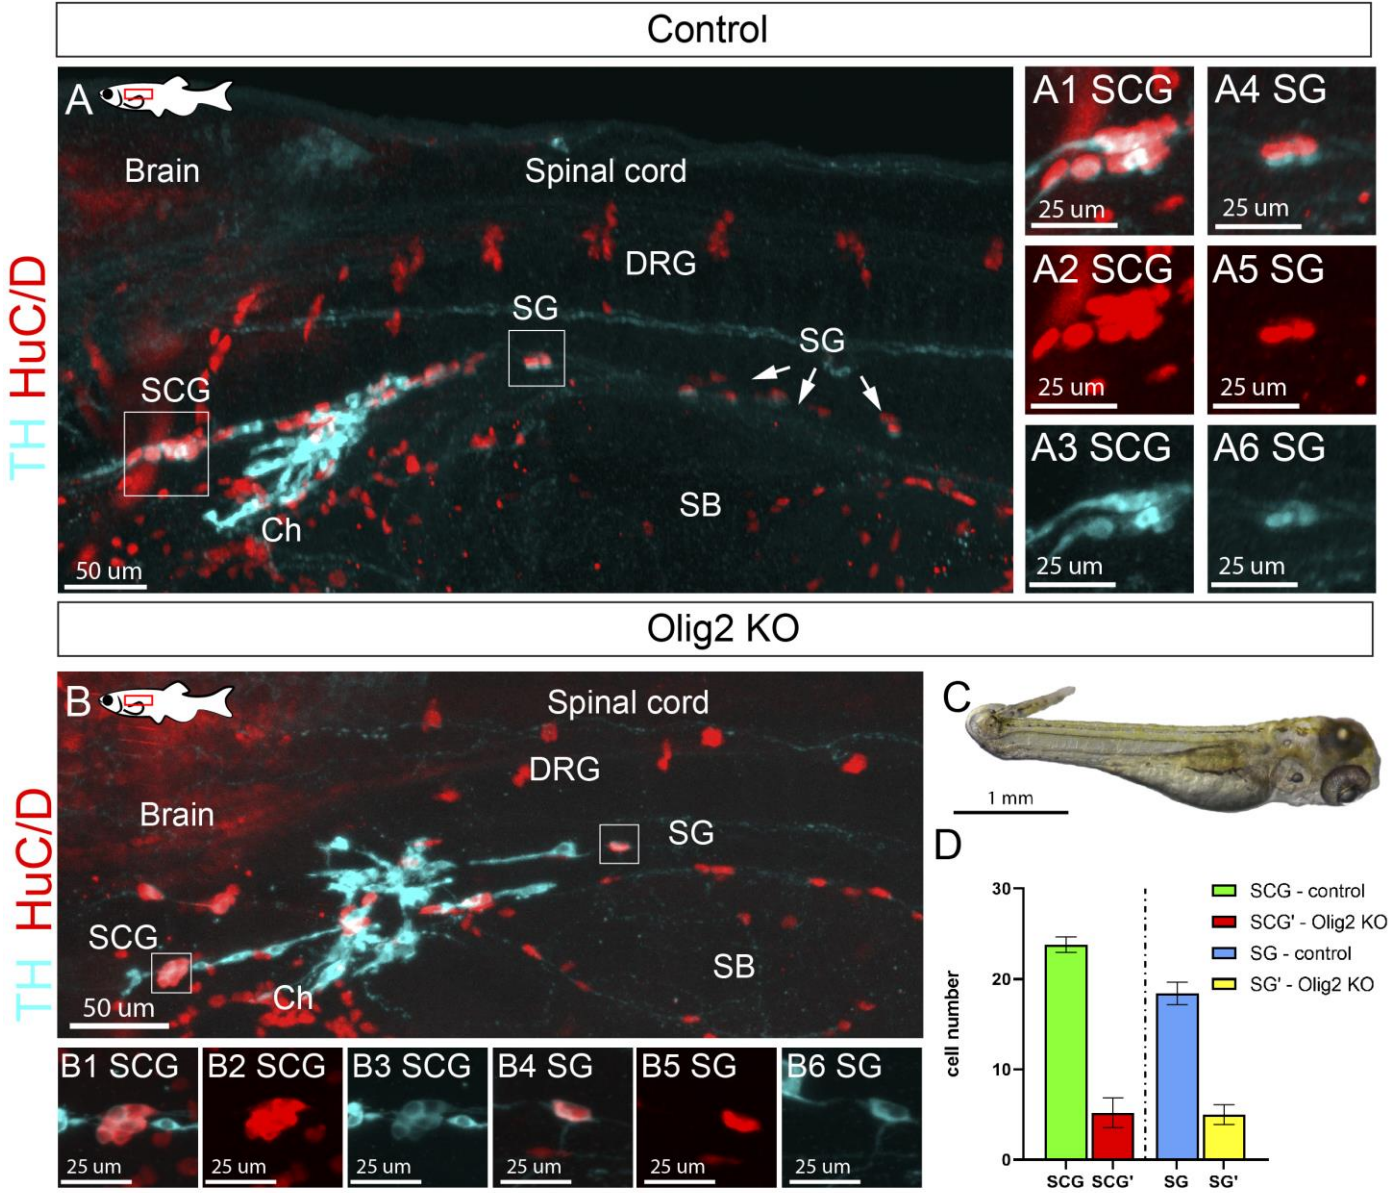 Control
A
Brain
Spinal cord
DRG
SG
SG
SCG
Ch
SB
50 um
TH HuC/D
A1 SCG
25 um
A4 SG
25 um
A2 SCG
25 um
A5 SG
25 um
A3 SCG
25 um
A6 SG
25 um
Olig2 KO
B
Spinal cord
DRG
Brain
SG
SCG
SB
Ch
50 um
TH HuC/D
B1 SCG
25 um
B2 SCG
25 um
B3 SCG
25 um
B4 SG
25 um
B5 SG
25 um
B6 SG
25 um
C
1 mm
D
30
20
10
0
cell number
SCG SCG' SG SG'
SCG - control
SCG' - Olig2 KO
SG - control
SG' - Olig2 KO